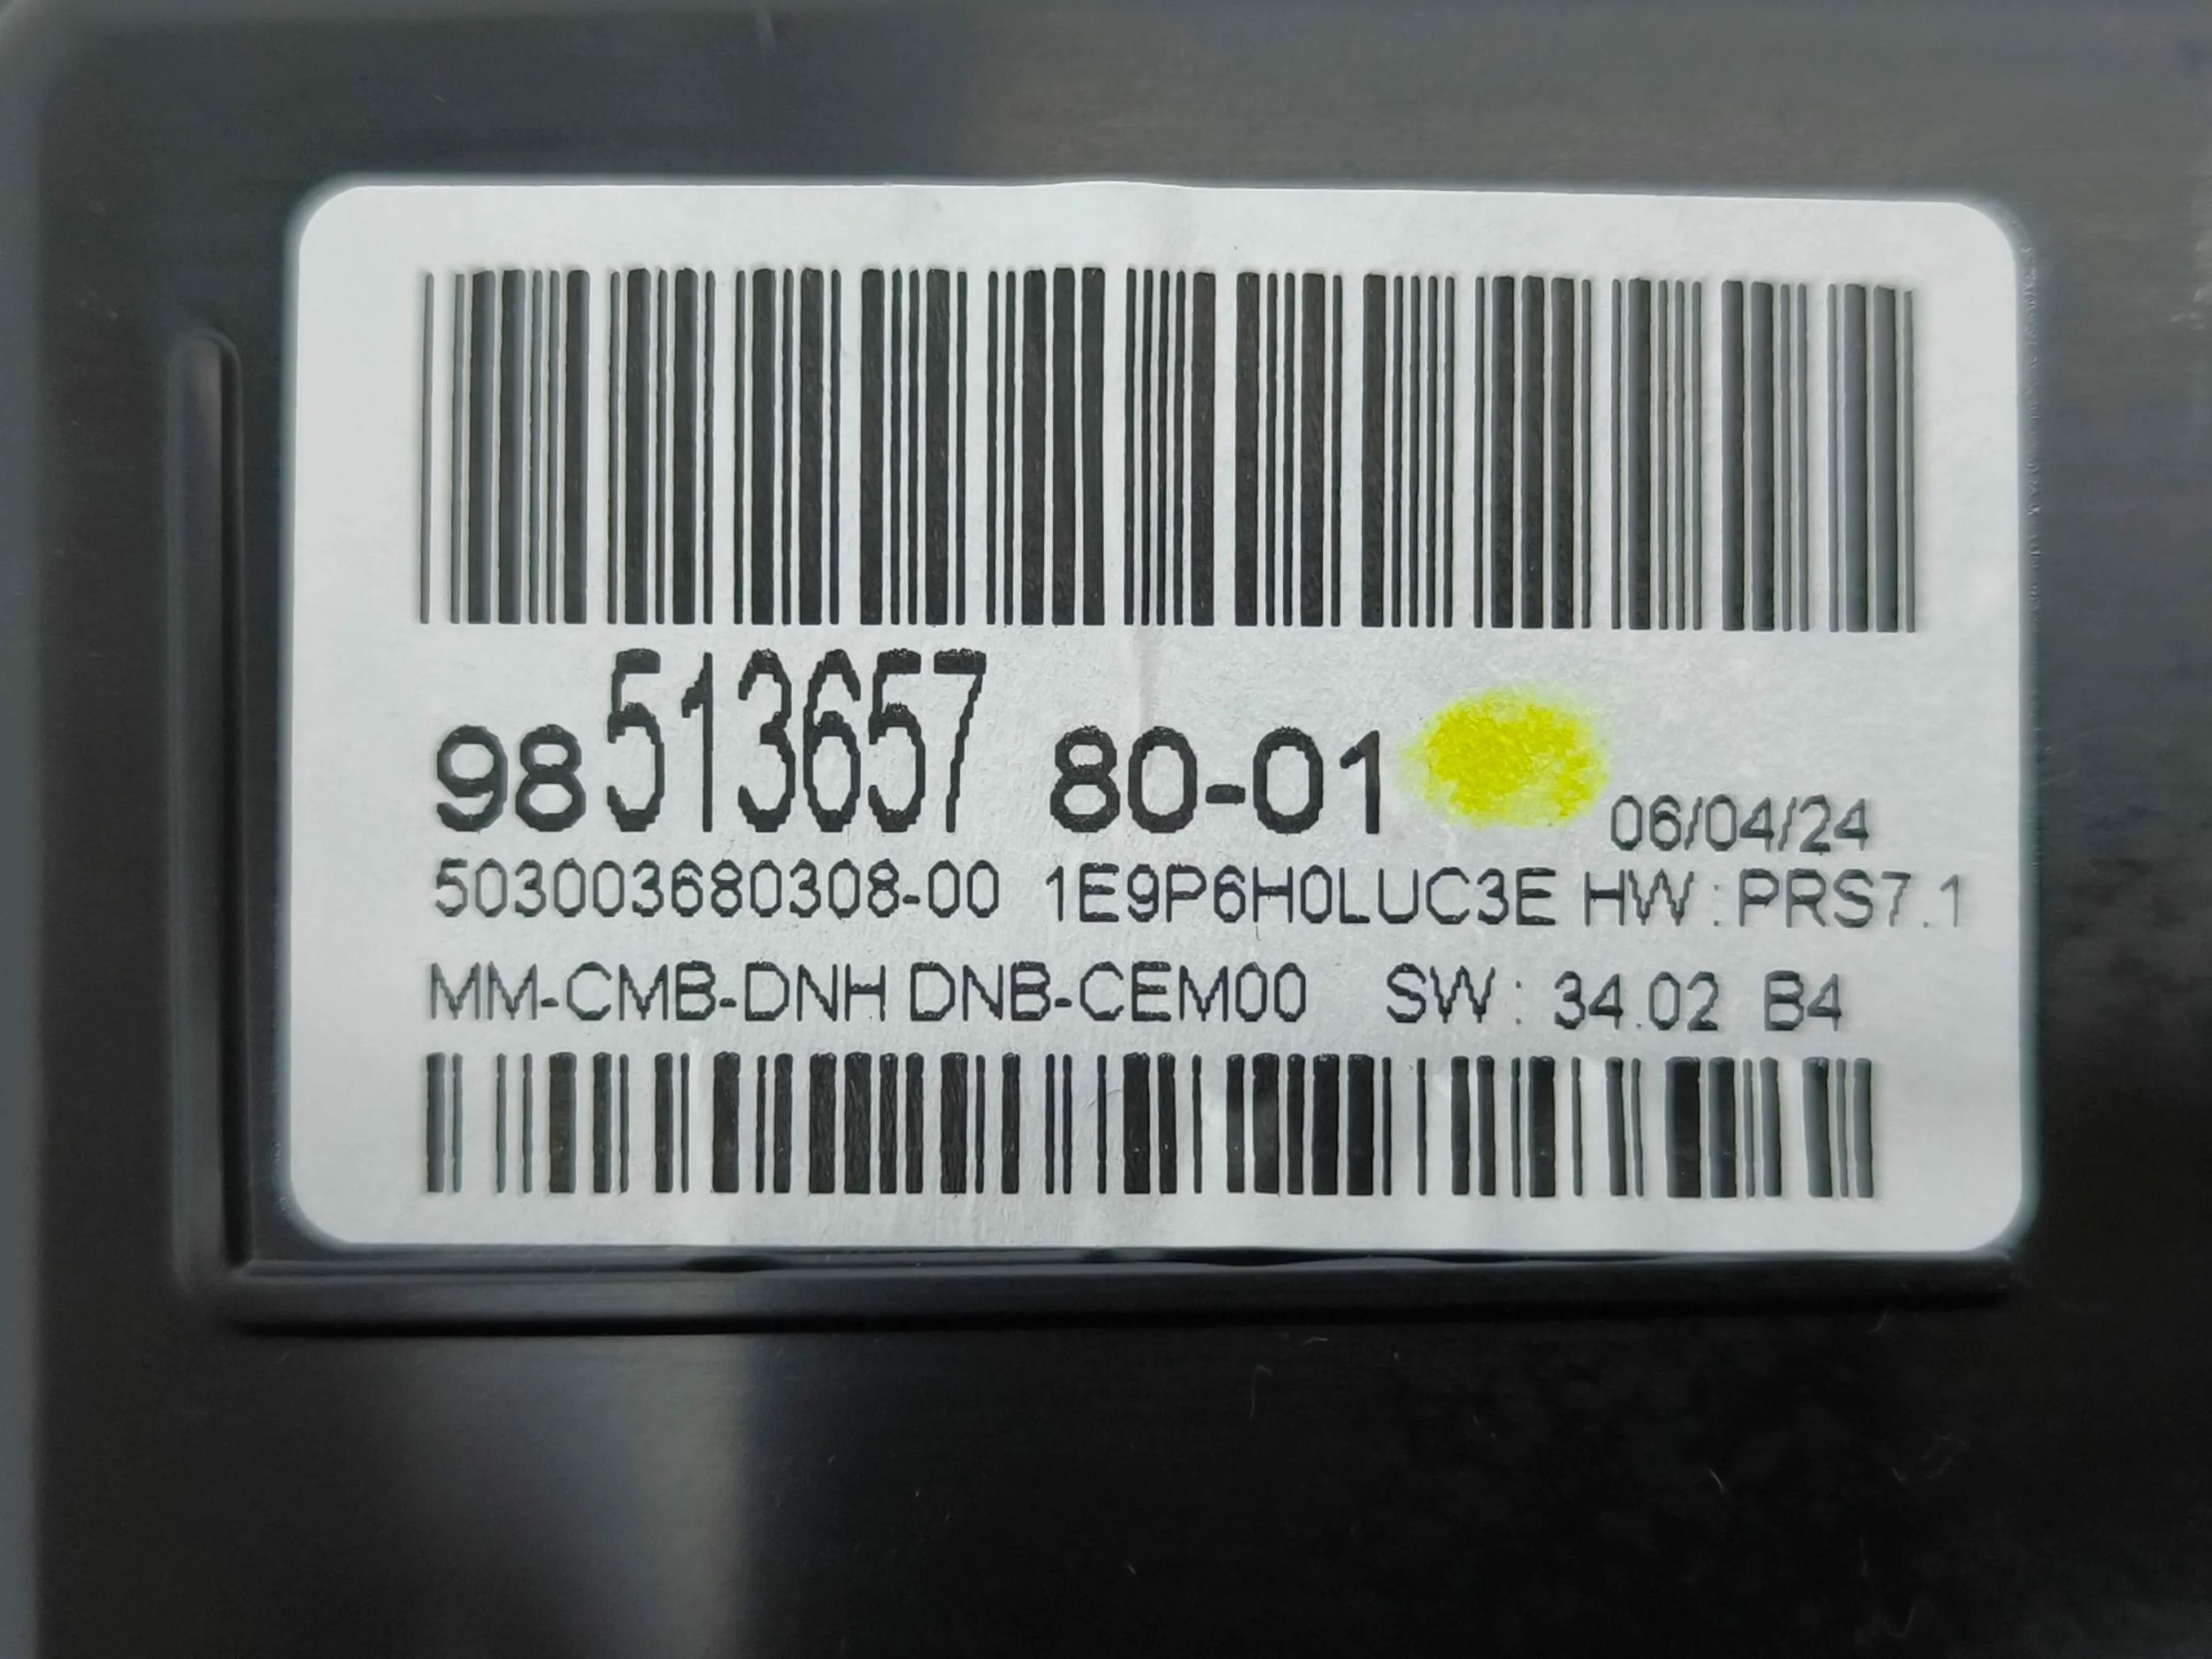 98 513657 80-01 06/04/24
503003680308-00 1E9P6H0LUC3E HW:PRS7.1
MM-CMB-DNH DNB-CEM00 SW: 34.02 B4